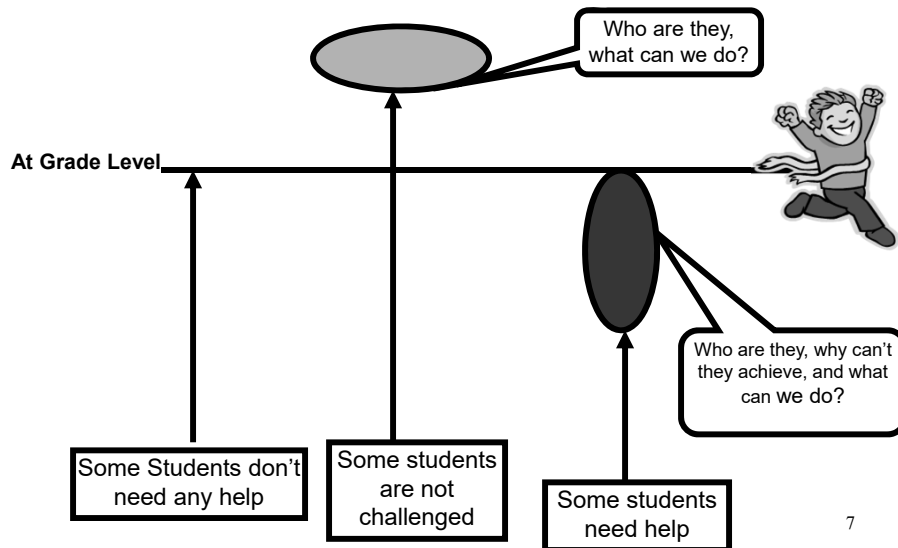 Who are they,
what can we do?
At Grade Level
Who are they, why can't
they achieve, and what
can we do?
Some Students don’t
need any help
Some students
are not
challenged
Some students
need help
7